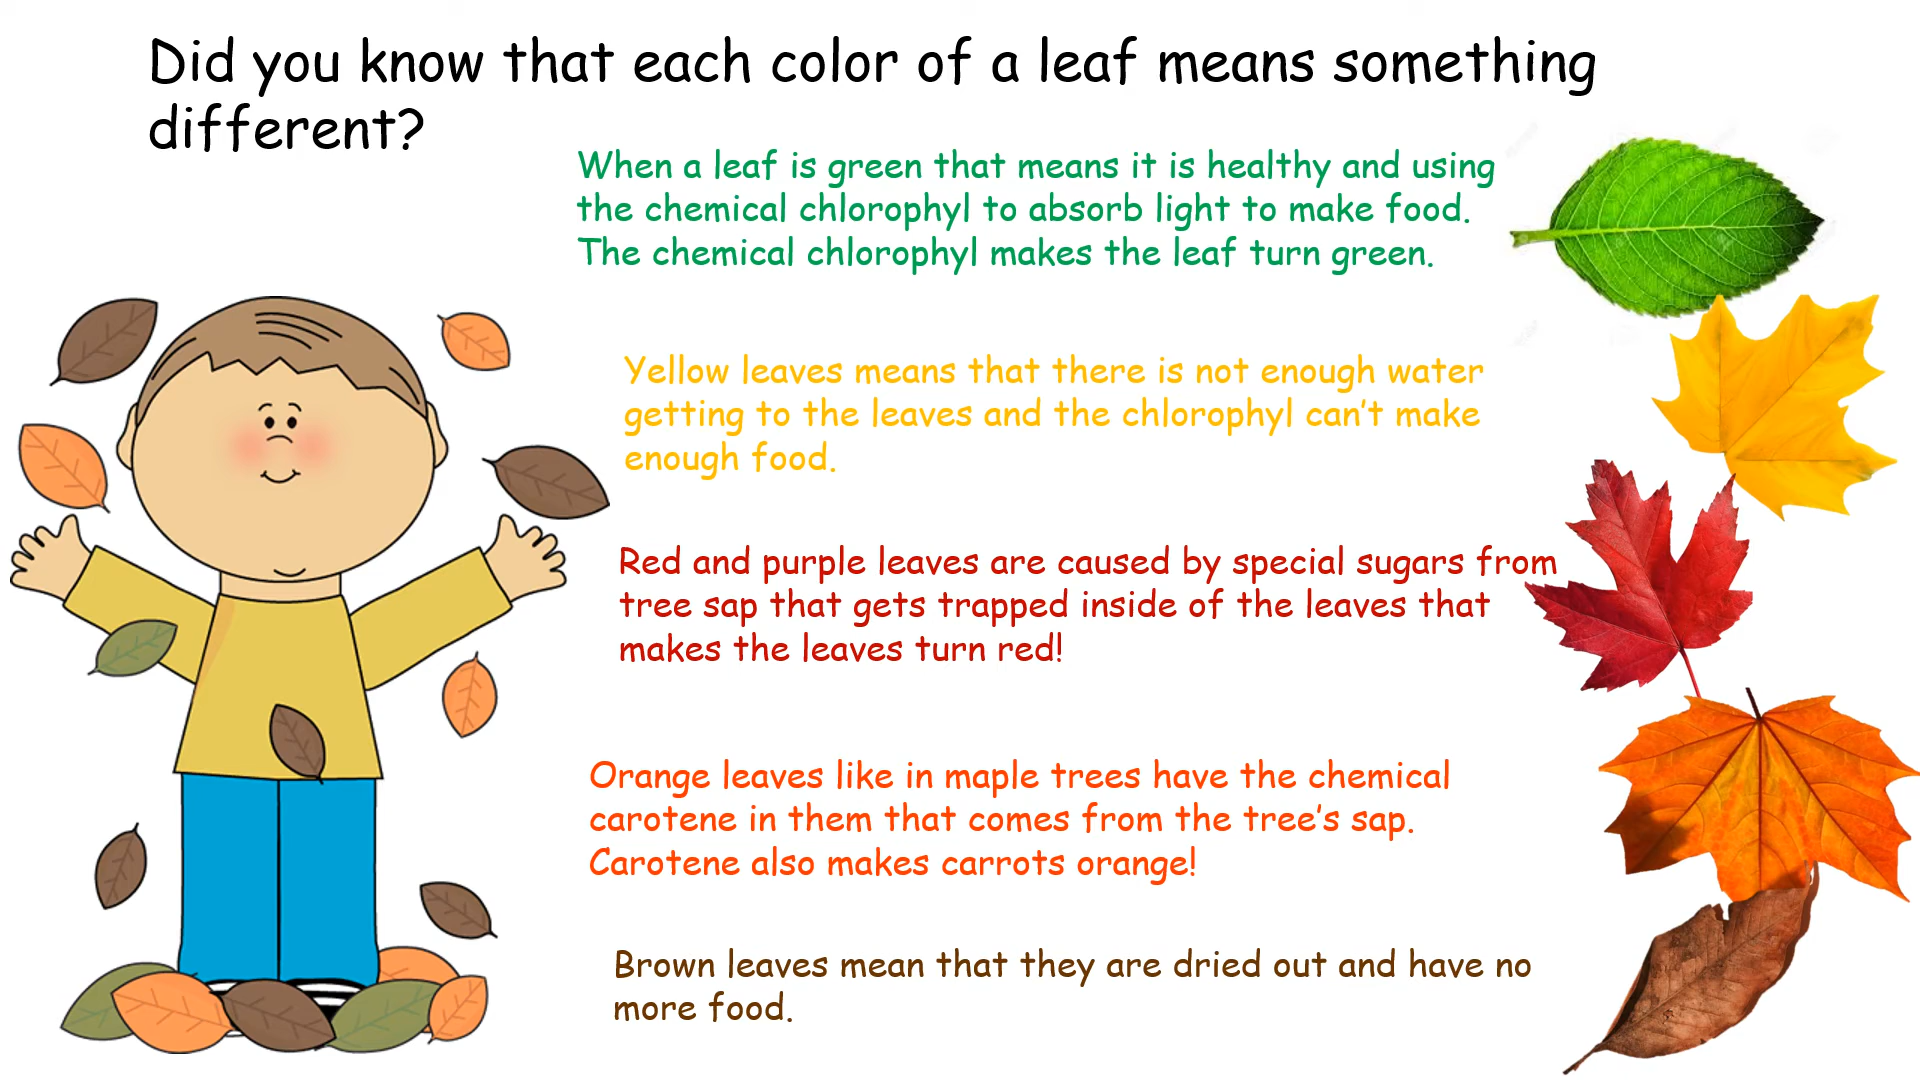 Did you know that each color of a leaf means something
different?
When a leaf is green that means it is healthy and using
the chemical chlorophyl to absorb light to make food.
The chemical chlorophyl makes the leaf turn green.
Yellow leaves means that there is not enough water
getting to the leaves and the chlorophyl can’t make
enough food.
Red and purple leaves are caused by special sugars from
tree sap that gets trapped inside of the leaves that
makes the leaves turn red!
Orange leaves like in maple trees have the chemical
carotene in them that comes from the tree’s sap.
Carotene also makes carrots orange!
Brown leaves mean that they are dried out and have no
more food.